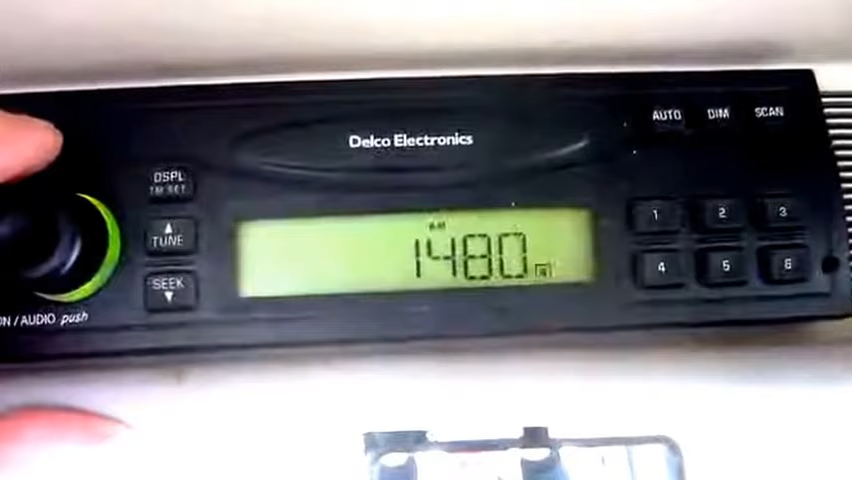 Delco Electronics
AUTO DIM SCAN
DSPL
TM SET
TUNE
SEEK
AM
1480
1 2 3
4 5 6
ON / AUDIO push